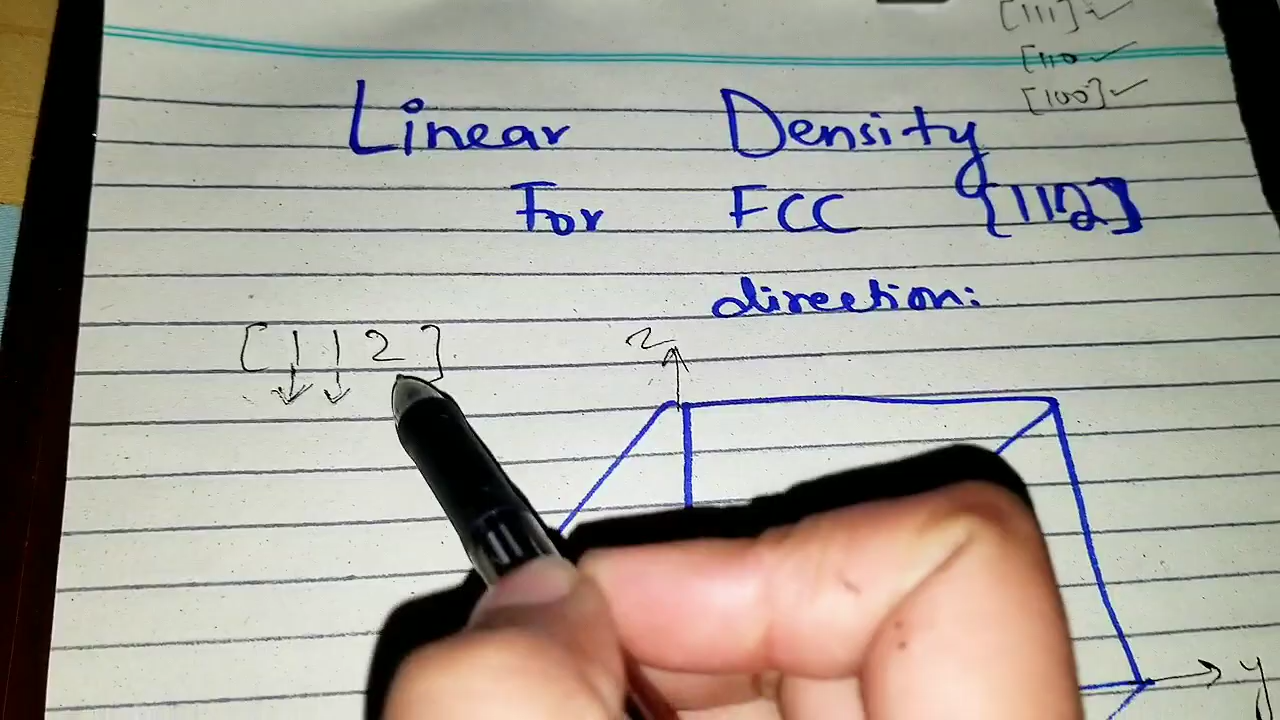 [111] ✓
[110 ✓
[100] ✓
Linear Density
For FCC [112]
direction:
[112]
z
y